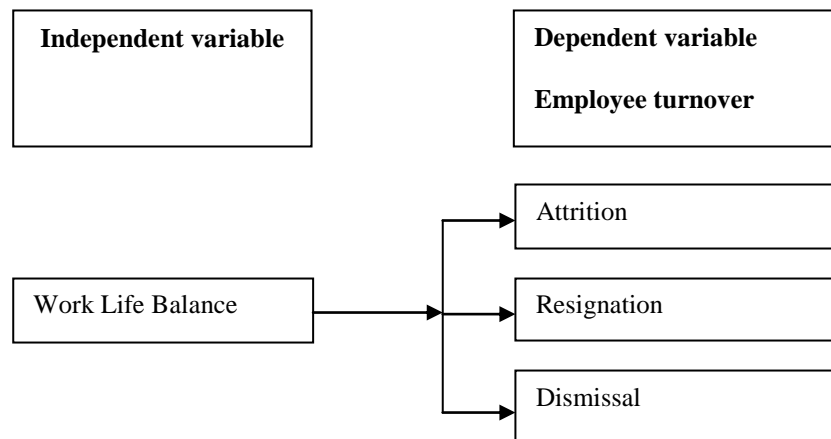 Independent variable
Dependent variable
Employee turnover
Attrition
Work Life Balance
Resignation
Dismissal